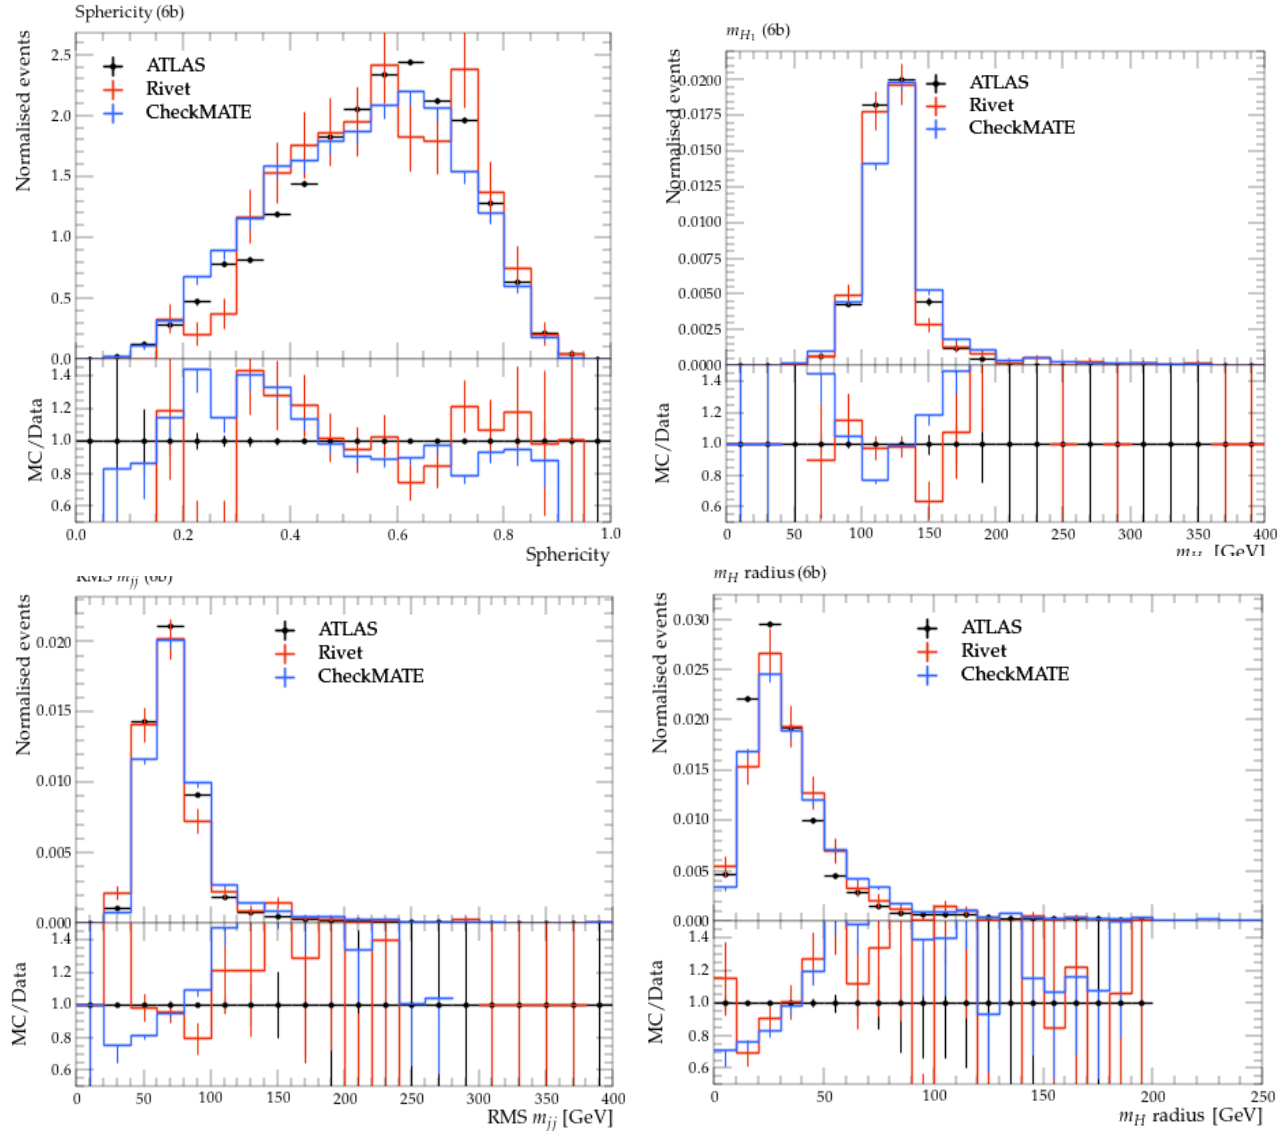 Sphericity (6b)
Normalised events
ATLAS
Rivet
CheckMATE
2.5
2.0
1.5
1.0
0.5
0.0
MC/Data
1.4
1.2
1.0
0.8
0.6
0.0 0.2 0.4 0.6 0.8 1.0
Sphericity
m_H₁ (6b)
Normalised events
ATLAS
Rivet
CheckMATE
0.0200
0.0175
0.0150
0.0125
0.0100
0.0075
0.0050
0.0025
0.0000
MC/Data
1.4
1.2
1.0
0.8
0.6
0 50 100 150 200 250 300 350 400
[GeV]
RMS m_jj (6b)
Normalised events
ATLAS
Rivet
CheckMATE
0.020
0.015
0.010
0.005
0.000
MC/Data
1.4
1.2
1.0
0.8
0.6
0 50 100 150 200 250 300 350 400
RMS m_jj [GeV]
m_H radius (6b)
Normalised events
ATLAS
Rivet
CheckMATE
0.030
0.025
0.020
0.015
0.010
0.005
0.000
MC/Data
1.4
1.2
1.0
0.8
0.6
0 50 100 150 200 250
m_H radius [GeV]